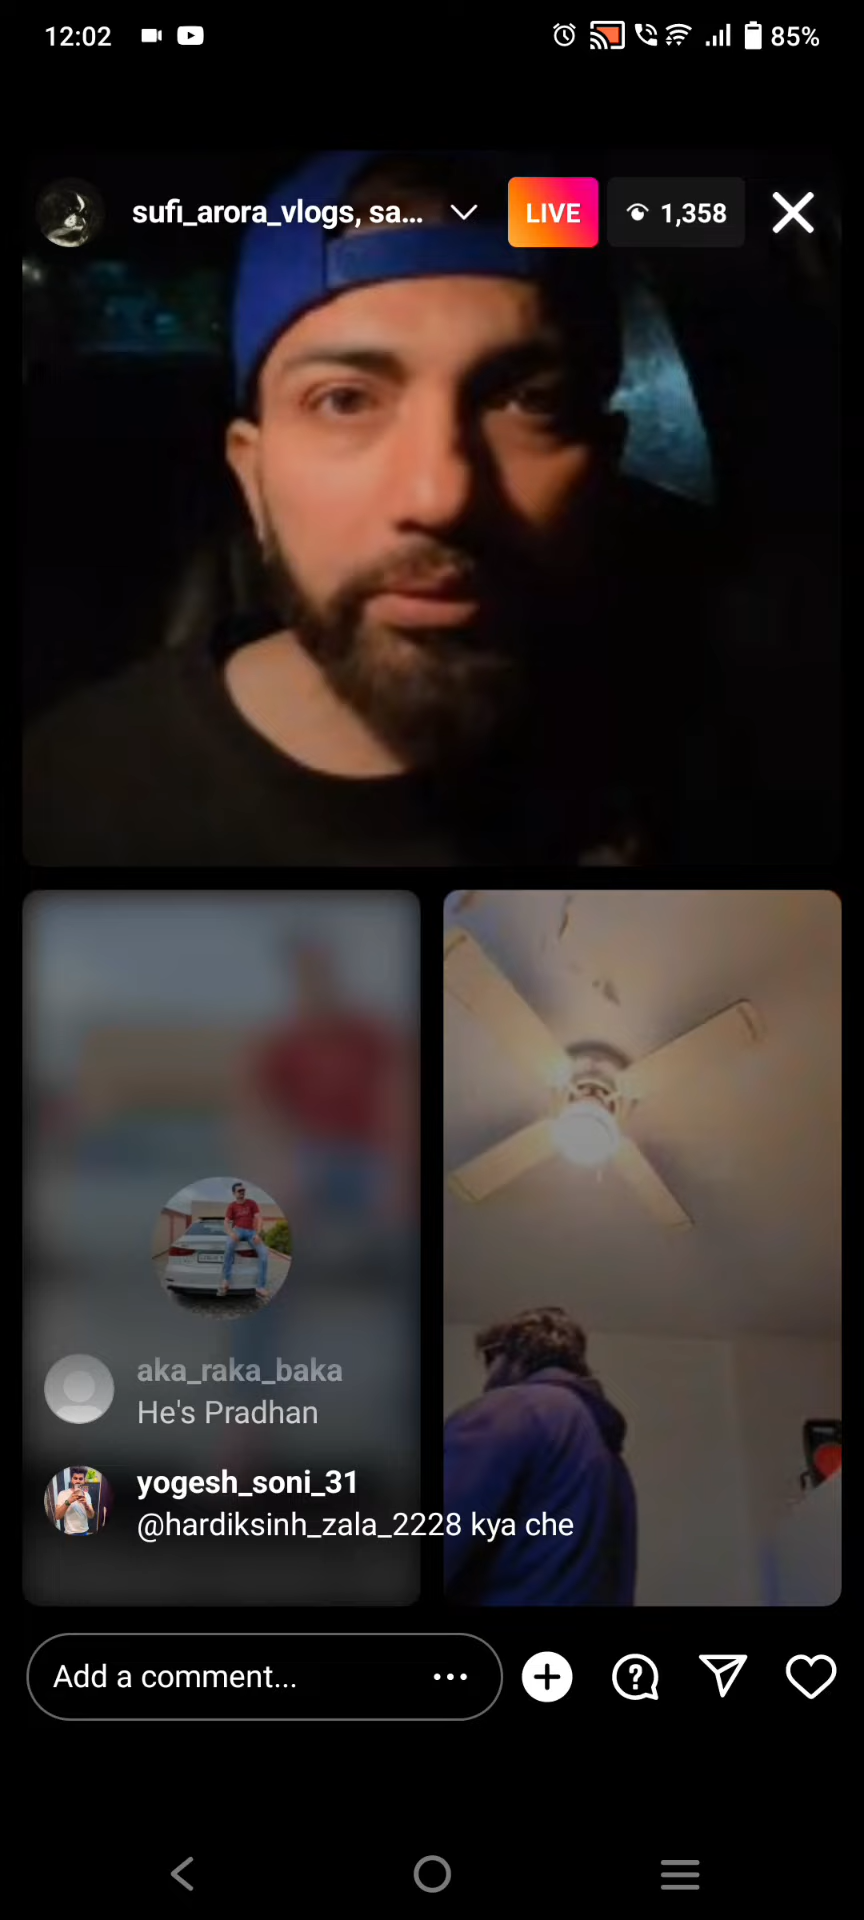 12:02
85%
sufi_arora_vlogs, sa...
LIVE
1,358
aka_raka_baka
He's Pradhan
yogesh_soni_31
@hardiksinh_zala_2228 kya che
Add a comment...